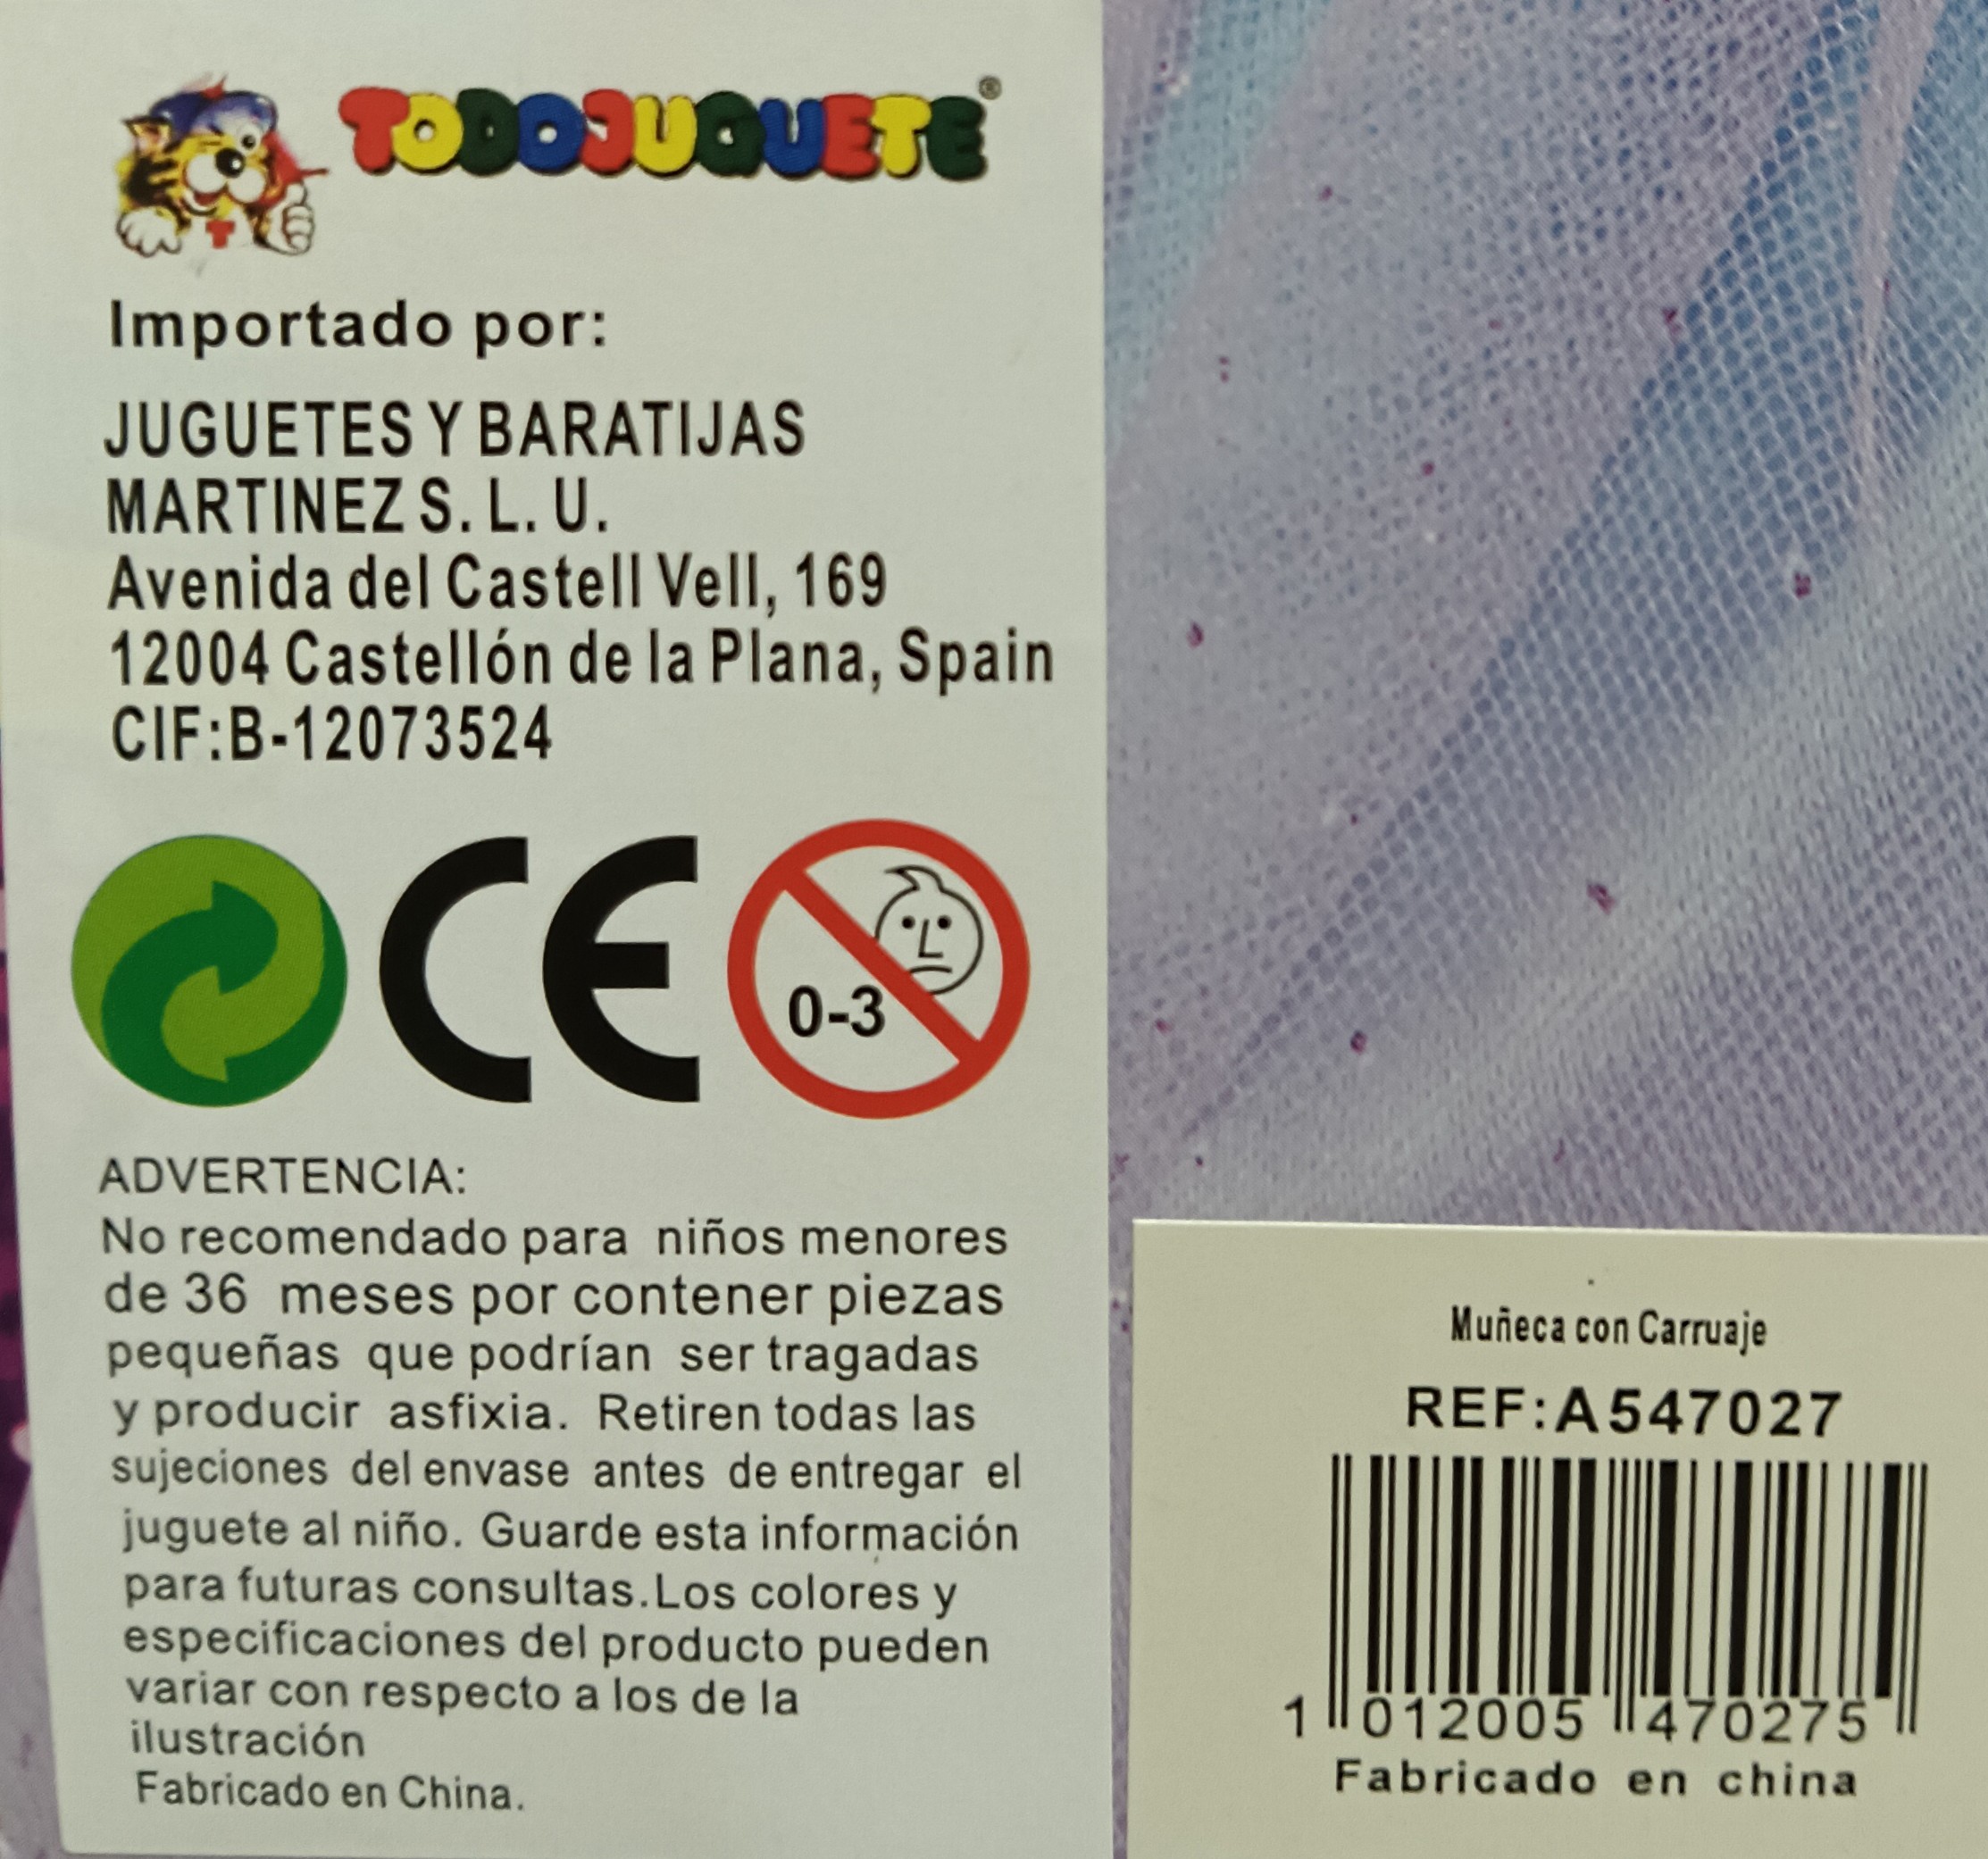 TODOJUGUETE®
T
Importado por:
JUGUETES Y BARATIJAS
MARTINEZ S. L. U.
Avenida del Castell Vell, 169
12004 Castellón de la Plana, Spain
CIF:B-12073524
CE
0-3
ADVERTENCIA:
No recomendado para niños menores
de 36 meses por contener piezas
pequeñas que podrían ser tragadas
y producir asfixia. Retiren todas las
sujeciones del envase antes de entregar el
juguete al niño. Guarde esta información
para futuras consultas.Los colores y
especificaciones del producto pueden
variar con respecto a los de la
ilustración
Fabricado en China.
Muñeca con Carruaje
REF:A547027
1 012005 470275
Fabricado en china